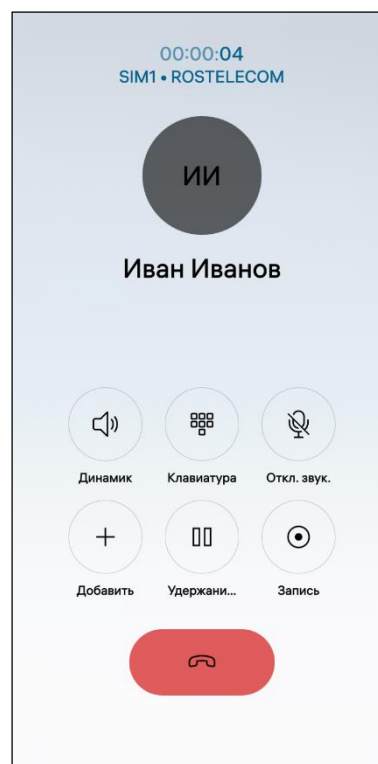 00:00:04
SIM1 • ROSTELECOM
ИИ
Иван Иванов
Динамик Клавиатура Откл. звук.
Добавить Удержани... Запись